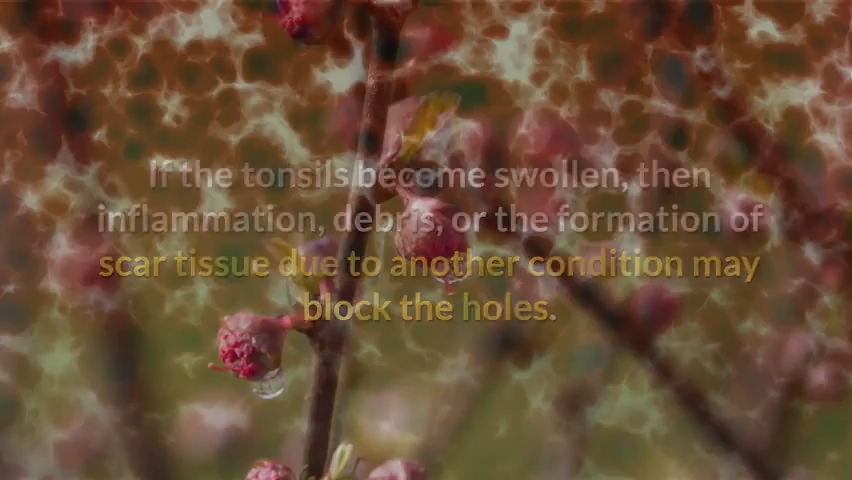 If the tonsils become swollen, then
inflammation, debris, or the formation of
scar tissue due to another condition may
block the holes.